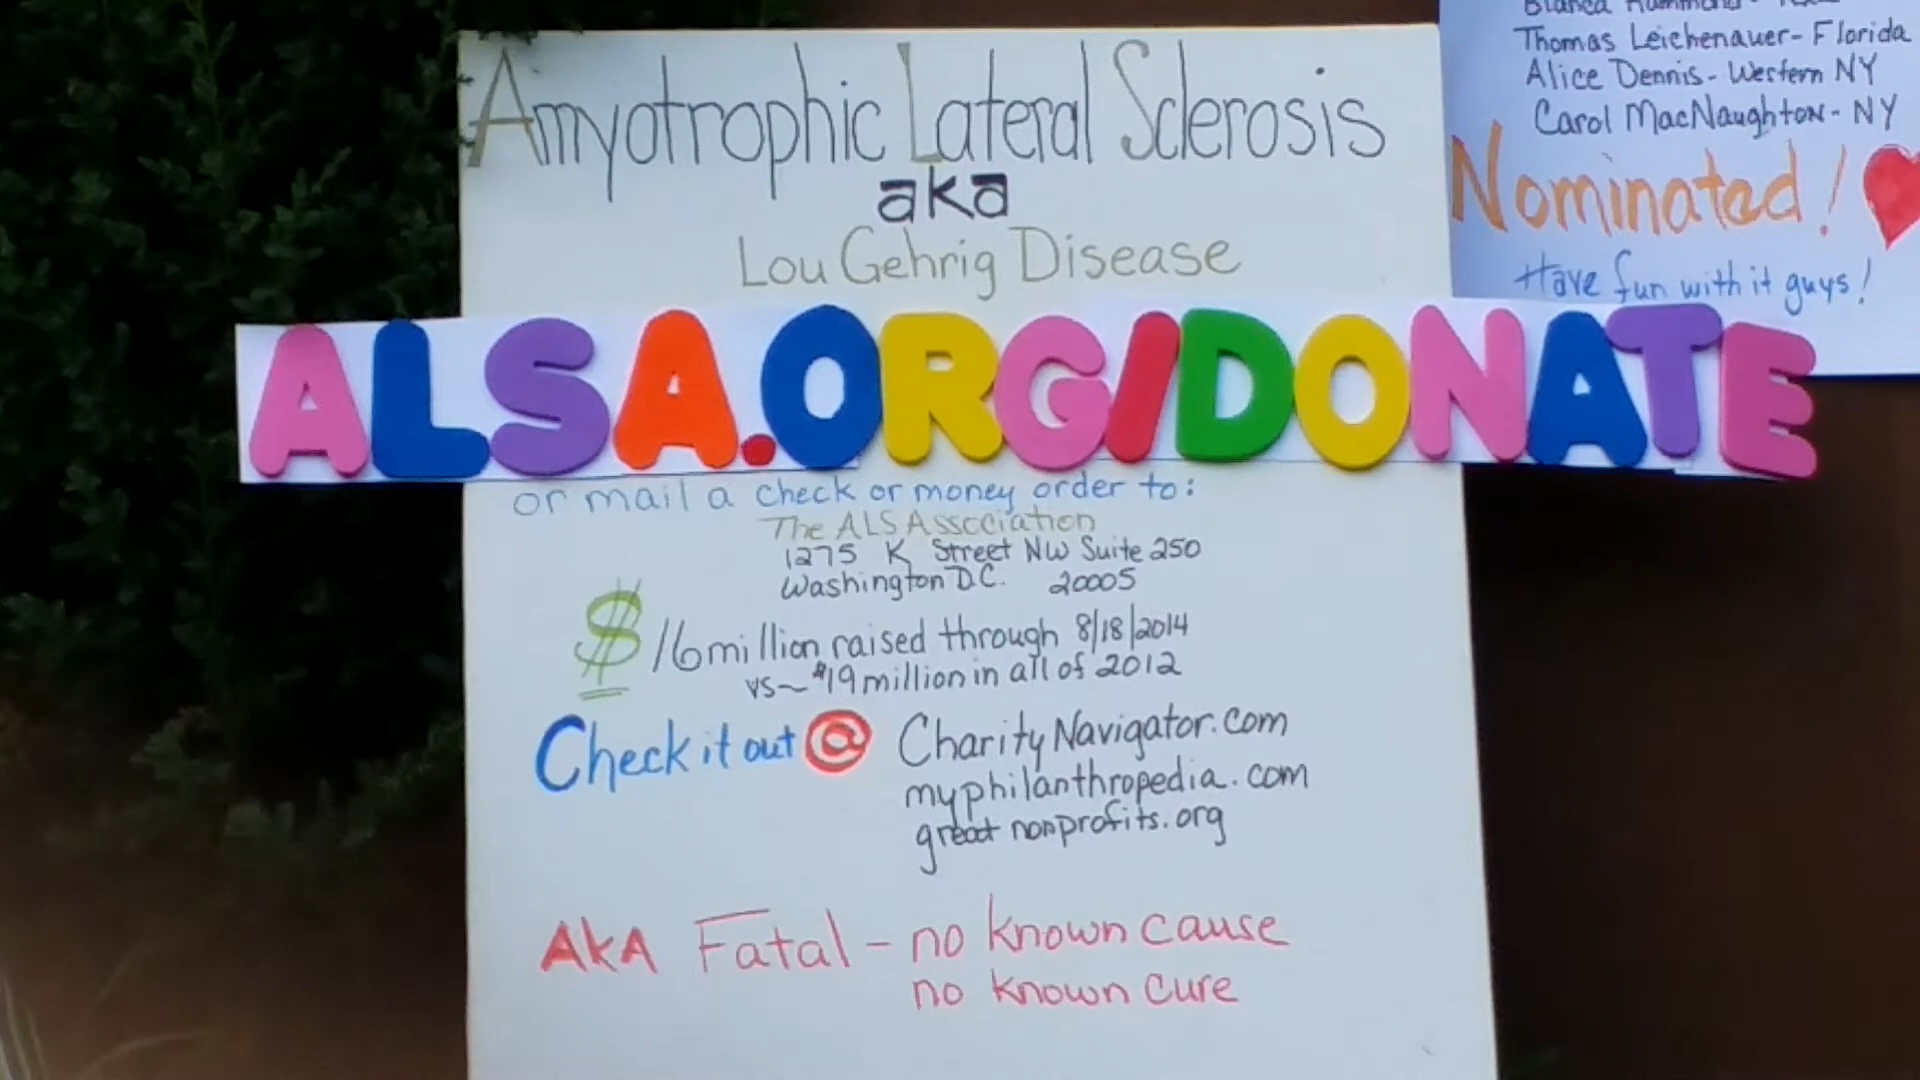 Amyotrophic Lateral Sclerosis
aka
Lou Gehrig Disease
ALSA.ORG/DONATE
or mail a check or money order to:
The ALS Association
1275 K Street NW Suite 250
Washington D.C. 20005
$16 million raised through 8/18/2014
vs ~ $19 million in all of 2012
Check it out @ CharityNavigator.com
myphilanthropedia.com
great nonprofits.org
AKA Fatal - no known cause
no known cure
Thomas Leichenauer - Florida
Alice Dennis - Western NY
Carol MacNaughton - NY
Nominated!
Have fun with it guys!